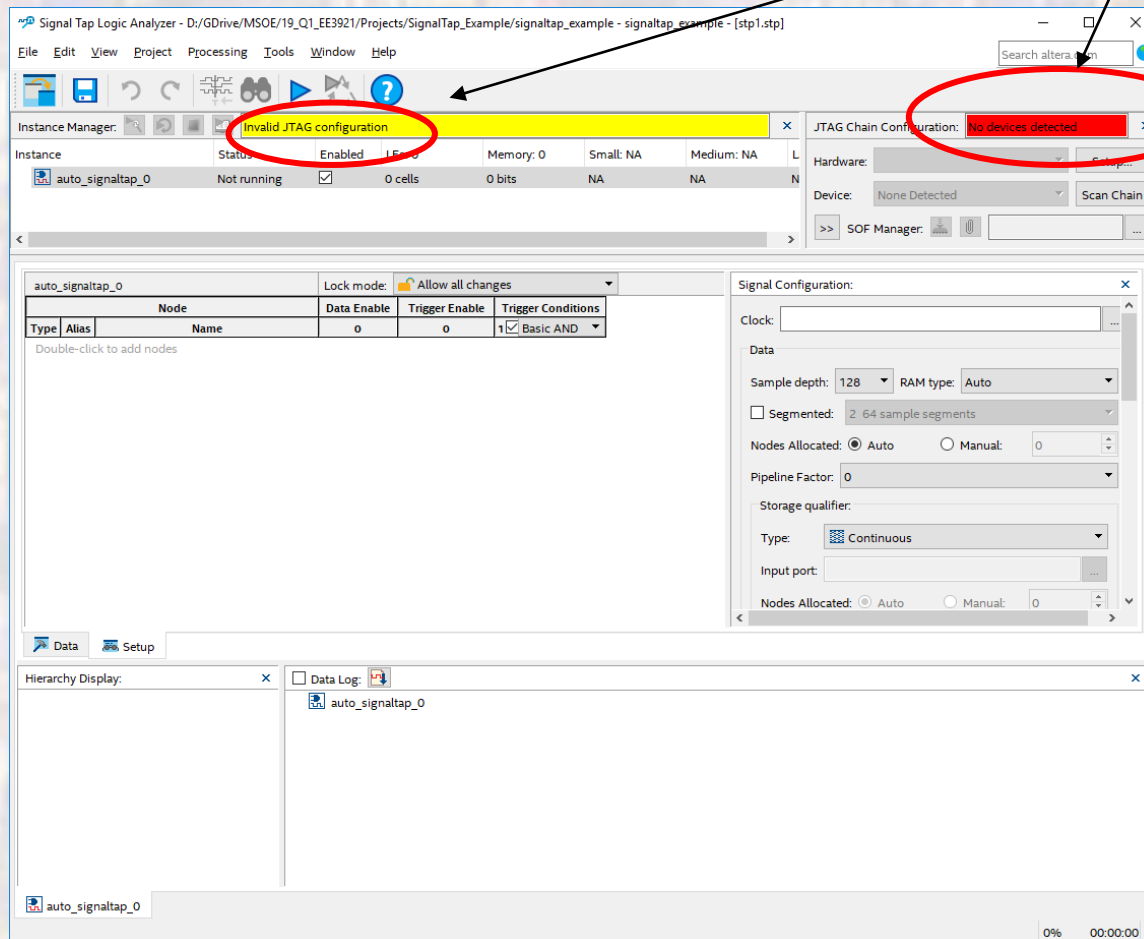 Signal Tap Logic Analyzer - D:/GDrive/MSOE/19_Q1_EE3921/Projects/SignalTap_Example/signaltap_example - signaltap_example - [stp1.stp]
File Edit View Project Processing Tools Window Help
Search altera.com
Instance Manager: Invalid JTAG configuration
Instance Status Enabled Memory: 0 Small: NA Medium: NA L
auto_signaltap_0 Not running 0 cells 0 bits NA NA N
JTAG Chain Configuration: No devices detected
Hardware: Setup...
Device: None Detected Scan Chain
>> SOF Manager: ...
auto_signaltap_0 Lock mode: Allow all changes
Node Data Enable Trigger Enable Trigger Conditions
Type Alias Name 0 0 1 Basic AND
Double-click to add nodes
Signal Configuration:
Clock: ...
Data
Sample depth: 128 RAM type: Auto
Segmented: 2 64 sample segments
Nodes Allocated: Auto Manual: 0
Pipeline Factor: 0
Storage qualifier:
Type: Continuous
Input port: ...
Nodes Allocated: Auto Manual: 0
Data Setup
Hierarchy Display:
Data Log:
auto_signaltap_0
auto_signaltap_0
0% 00:00:00